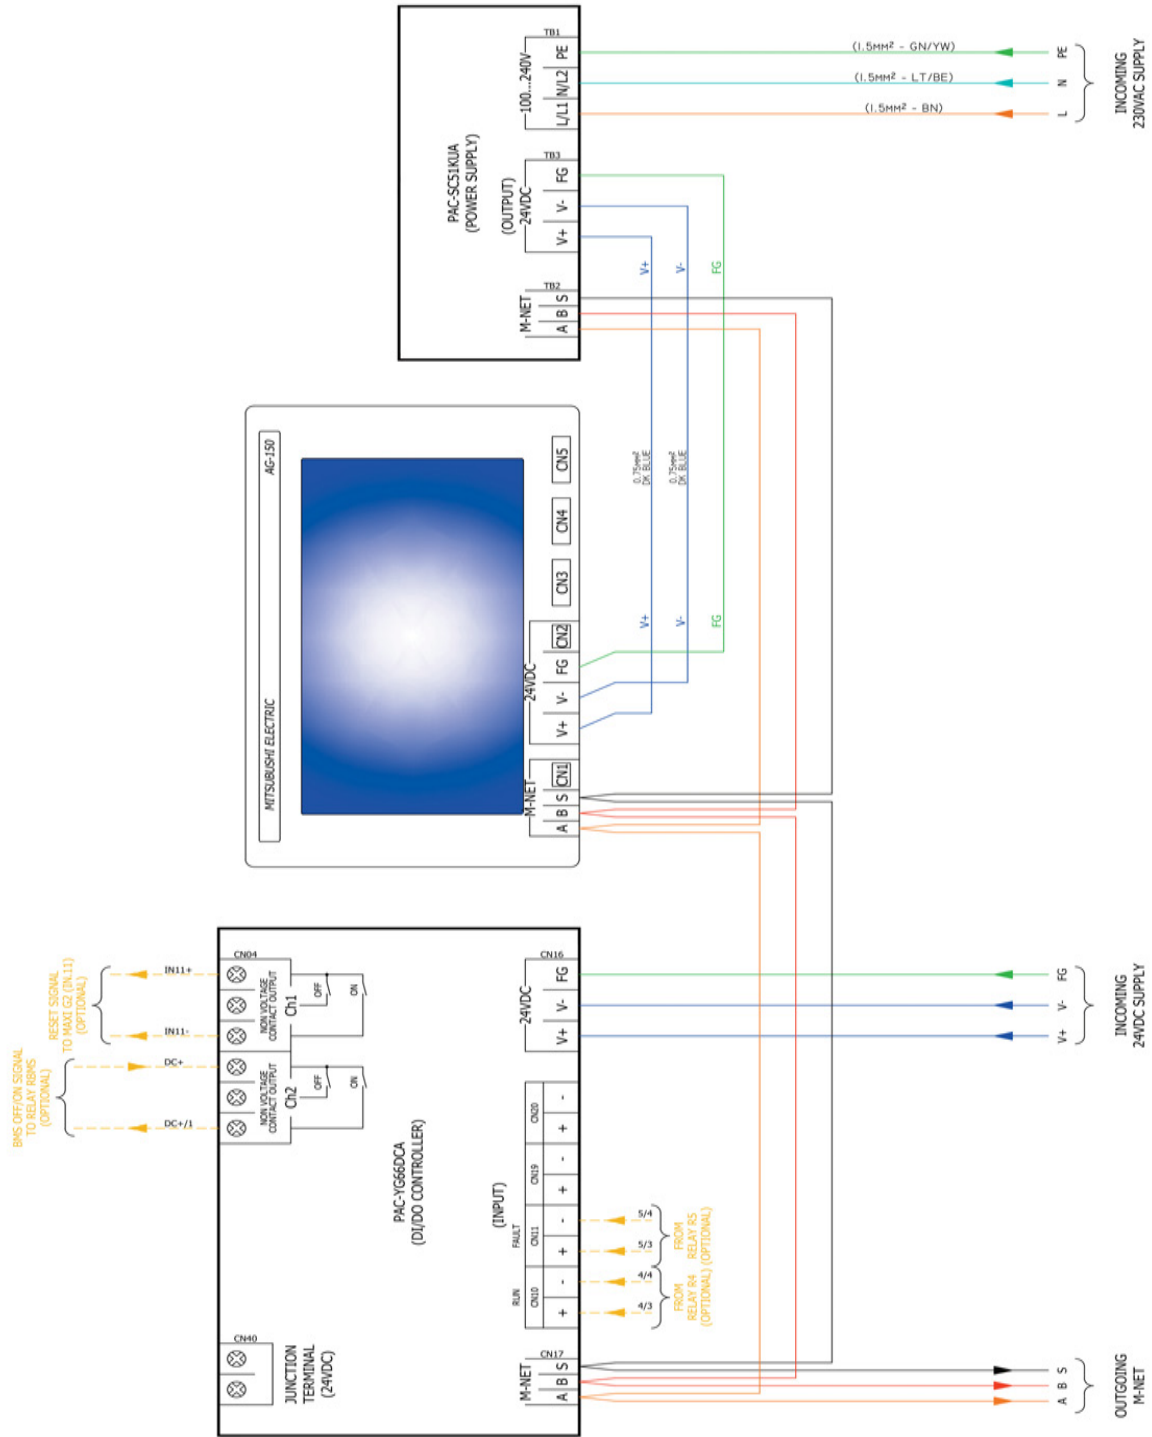 BMS OFF/ON SIGNAL
TO RELAY RBMS
(OPTIONAL)
RESET SIGNAL
TO MAXI G2 (IN.11)
(OPTIONAL)
DC+/1
DC+
IN11-
IN11+
CN40
CN04
NON VOLTAGE
CONTACT OUTPUT
Ch2
OFF
ON
NON VOLTAGE
CONTACT OUTPUT
Ch1
OFF
ON
JUNCTION
TERMINAL
(24VDC)
PAC-YG66DCA
(DI/DO CONTROLLER)
(INPUT)
RUN
FAULT
M-NET
CN17
A B S
CN10
+ -
CN11
+ -
CN19
+ -
CN20
+ -
24VDC
CN16
V+ V- FG
4/3
4/4
5/3
5/4
FROM
RELAY R4
(OPTIONAL)
FROM
RELAY R5
(OPTIONAL)
A B S
OUTGOING
M-NET
V+ V- FG
INCOMING
24VDC SUPPLY
MITSUBUSHI ELECTRIC
AG-150
M-NET
A B S CN1
24VDC
V+ V- FG CN2
CN3
CN4
CN5
V+
V-
FG
0.75MM²
DK BLUE
0.75MM²
DK BLUE
V+
V-
FG
PAC-SC51KUA
(POWER SUPPLY)
M-NET
TB2
A B S
(OUTPUT)
24VDC
TB3
V+ V- FG
100...240V
TB1
L/L1 N/L2 PE
(1.5MM² - BN)
(1.5MM² - LT/BE)
(1.5MM² - GN/YW)
L N PE
INCOMING
230VAC SUPPLY